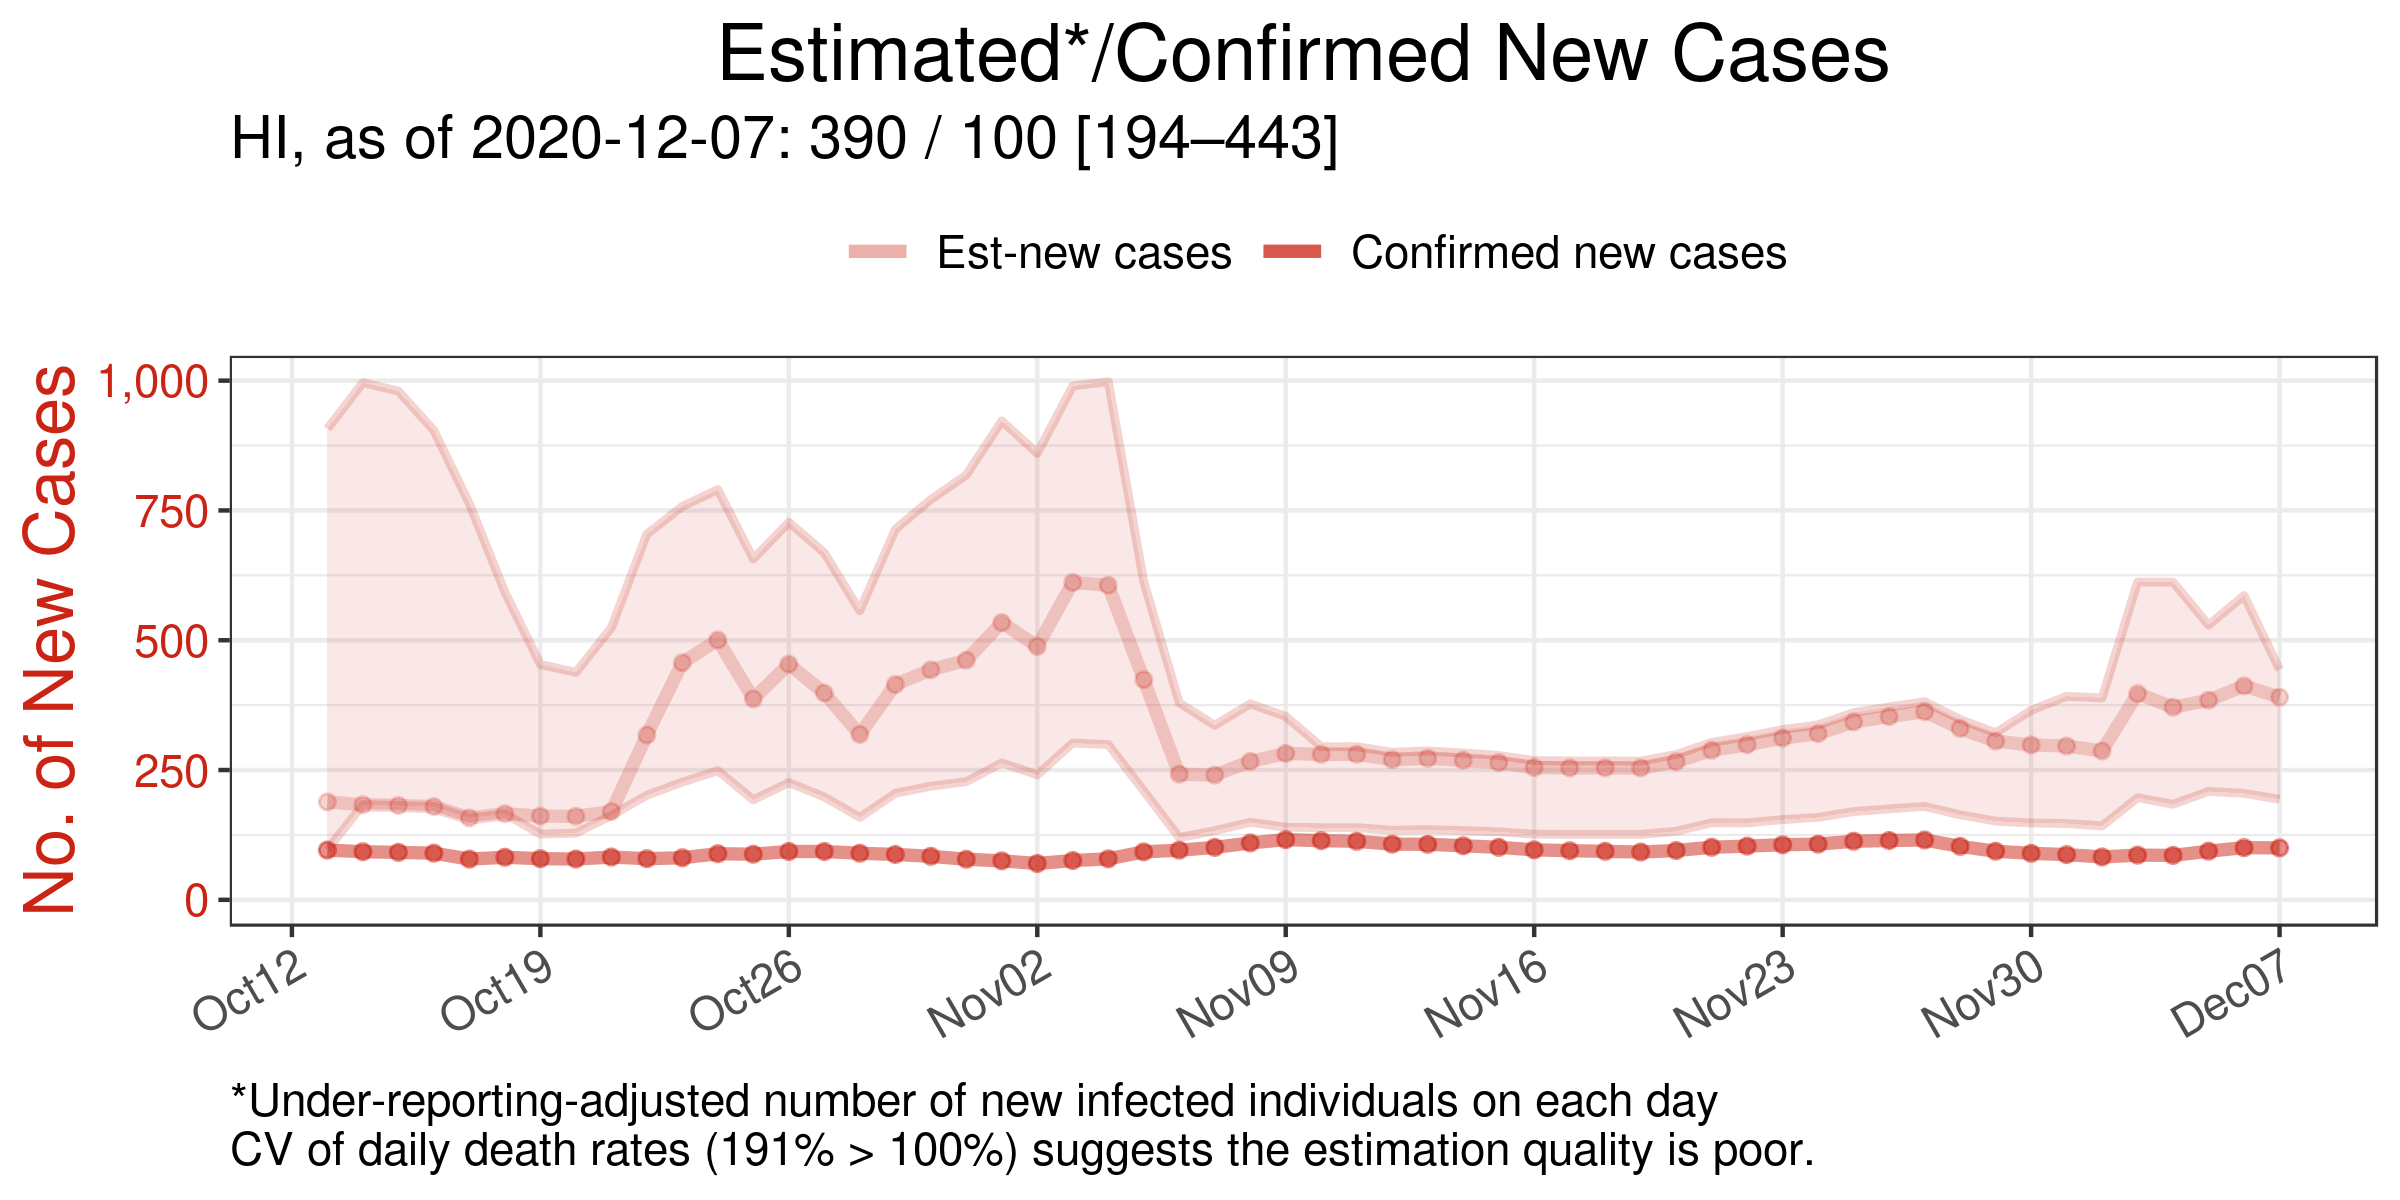 Estimated*/Confirmed New Cases
HI, as of 2020-12-07: 390 / 100 [194–443]
Est-new cases
Confirmed new cases
No. of New Cases
1,000
750
500
250
0
Oct12
Oct19
Oct26
Nov02
Nov09
Nov16
Nov23
Nov30
Dec07
*Under-reporting-adjusted number of new infected individuals on each day
CV of daily death rates (191% > 100%) suggests the estimation quality is poor.